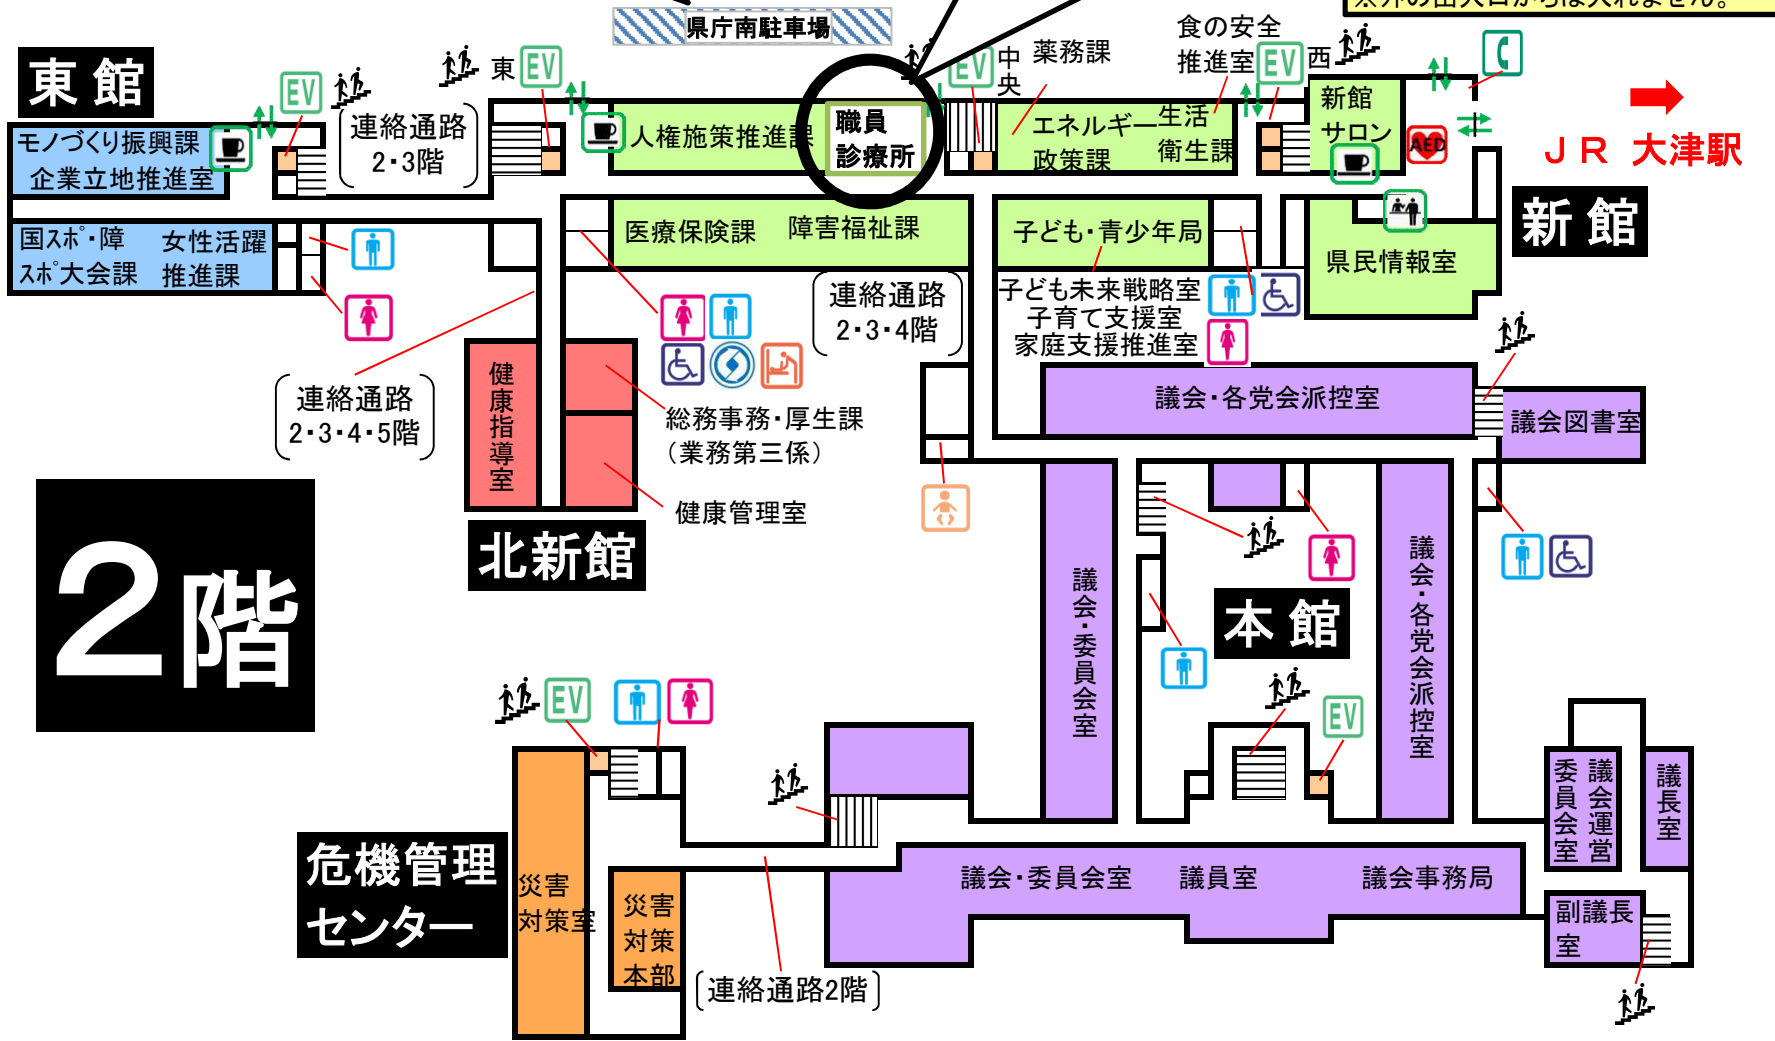 ※外の出入口からは入れません。
県庁南駐車場
東館
EV
東
EV
連絡通路
2・3階
モノづくり振興課
企業立地推進室
人権施策推進課
職員
診療所
EV
中央
薬務課
食の安全
推進室
EV
西
エネルギー
政策課
生活
衛生課
新館
サロン
AED
JR 大津駅
新館
国スポ・障
スポ大会課
女性活躍
推進課
医療保険課
障害福祉課
子ども・青少年局
県民情報室
子ども未来戦略室
子育て支援室
家庭支援推進室
連絡通路
2・3・4階
連絡通路
2・3・4・5階
健康指導室
総務事務・厚生課
(業務第三係)
健康管理室
北新館
2階
議会・各党会派控室
議会図書室
議会・委員会室
議会・各党会派控室
本館
EV
EV
危機管理
センター
災害
対策室
災害
対策
本部
連絡通路2階
議会・委員会室
議員室
議会事務局
議会運営
委員会室
議長室
副議長
室